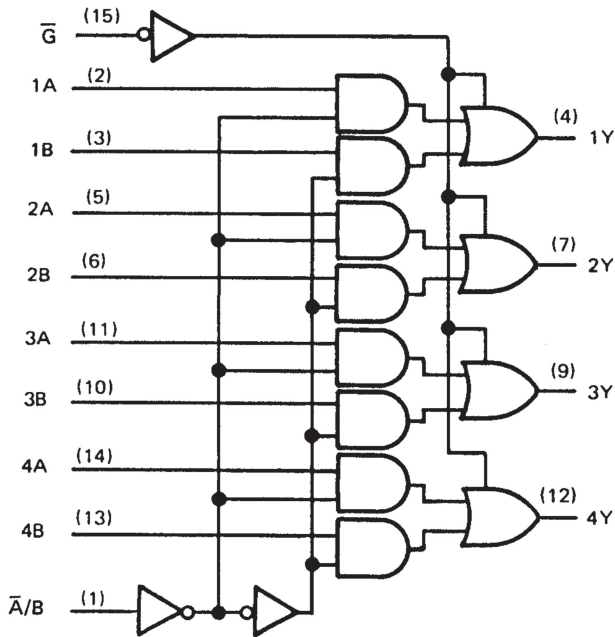 G̅ (15)
1A (2)
1B (3)
2A (5)
2B (6)
3A (11)
3B (10)
4A (14)
4B (13)
A̅/B (1)
(4) 1Y
(7) 2Y
(9) 3Y
(12) 4Y